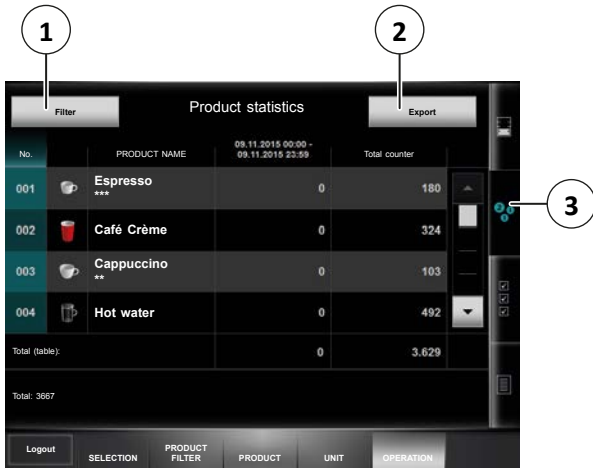 1
2
Filter
Product statistics
Export
No.
PRODUCT NAME
09.11.2015 00:00 -
09.11.2015 23:59
Total counter
001
Espresso
***
0
180
002
Café Crème
0
324
3
003
Cappuccino
**
0
103
004
Hot water
0
492
Total (table):
0
3.629
Total: 3667
Logout
SELECTION
PRODUCT
FILTER
PRODUCT
UNIT
OPERATION